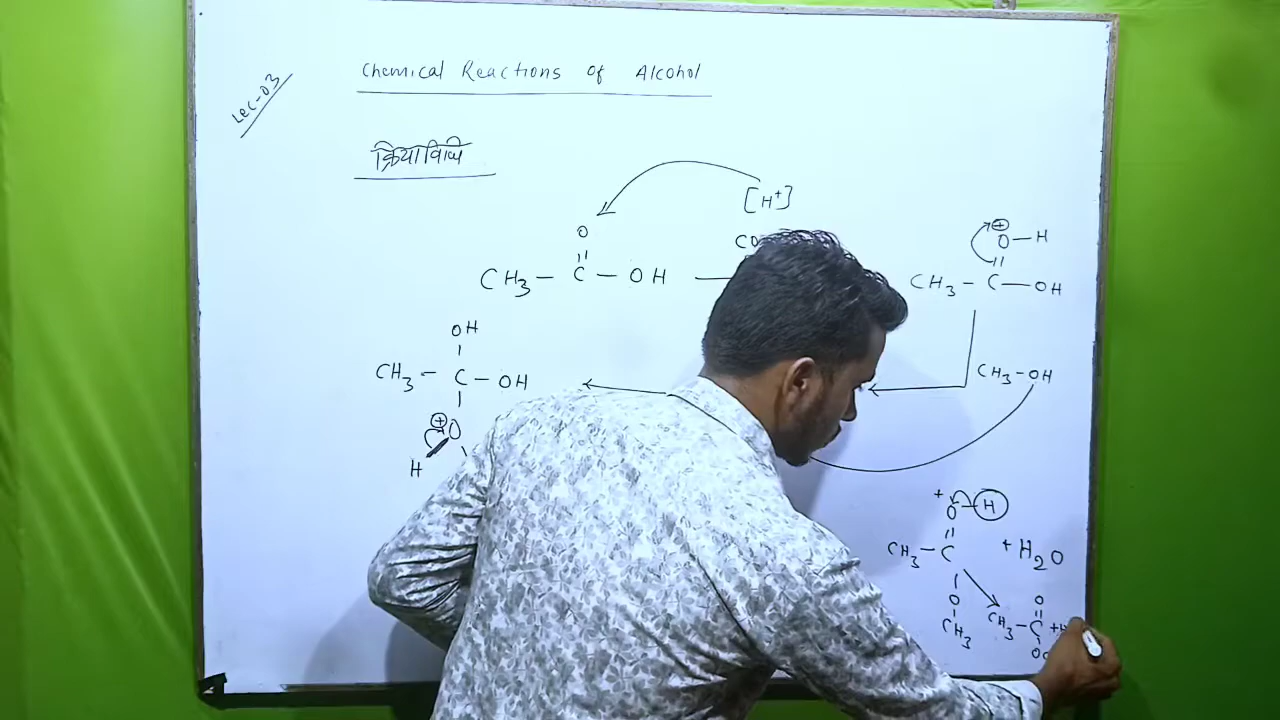 Lec-03
Chemical Reactions of Alcohol
क्रियाविधि
[H⁺]
O
||
CH₃ — C — OH
⊕
O — H
||
CH₃ — C — OH
OH
|
CH₃ — C — OH
|
⊕ O
H
CH₃ — OH
+
O — H
||
CH₃ — C + H₂O
|
O
|
CH₃
O
||
CH₃ — C +
|